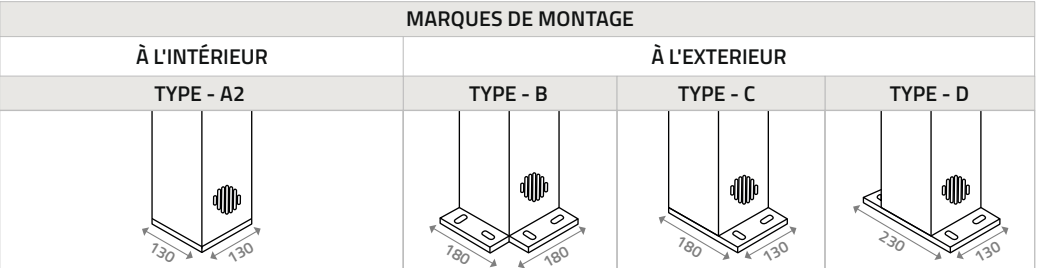 MARQUES DE MONTAGE
À L'INTÉRIEUR À L'EXTERIEUR
TYPE - A2 TYPE - B TYPE - C TYPE - D
130 130 180 180 180 130 230 130